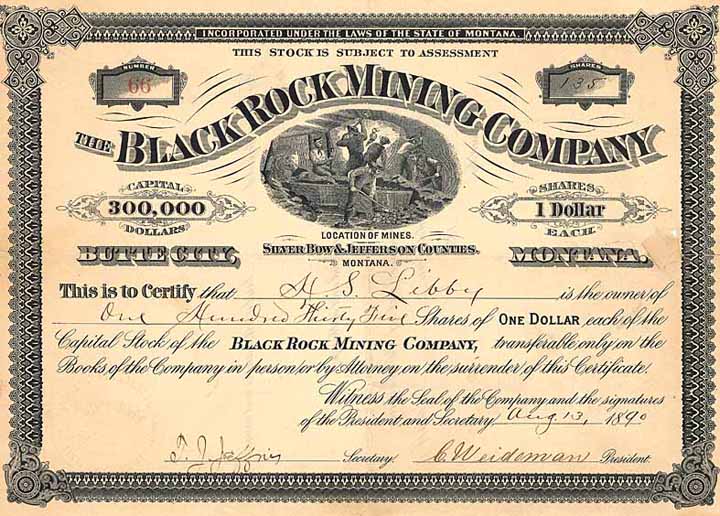 INCORPORATED UNDER THE LAWS OF THE STATE OF MONTANA.
THIS STOCK IS SUBJECT TO ASSESSMENT
NUMBER
66
SHARES
135
THE BLACK ROCK MINING COMPANY
CAPITAL
300,000
DOLLARS
SHARES
1 Dollar
EACH.
LOCATION OF MINES.
SILVER BOW & JEFFERSON COUNTIES,
MONTANA.
BUTTE CITY,
MONTANA.
This is to Certify that M S. Libby is the owner of
One Hundred Thirty Five Shares of ONE DOLLAR each of the
Capital Stock of the BLACK ROCK MINING COMPANY, transferable only on the
Books of the Company in person or by Attorney on the surrender of this Certificate.
Witness the Seal of the Company and the signatures
of the President and Secretary, Aug. 13, 1890
T. J. Jeffries Secretary. C Weideman President.